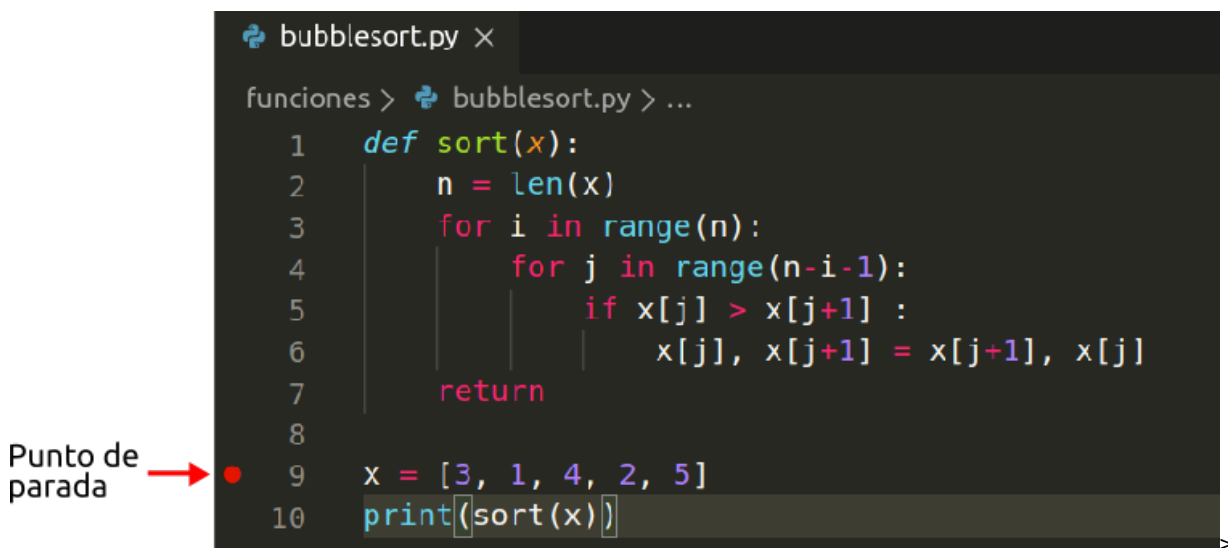 bubblesort.py ×
funciones > bubblesort.py > ...
1 def sort(x):
2 n = len(x)
3 for i in range(n):
4 for j in range(n-i-1):
5 if x[j] > x[j+1] :
6 x[j], x[j+1] = x[j+1], x[j]
7 return
8
Punto de
parada
9 x = [3, 1, 4, 2, 5]
10 print(sort(x))
>